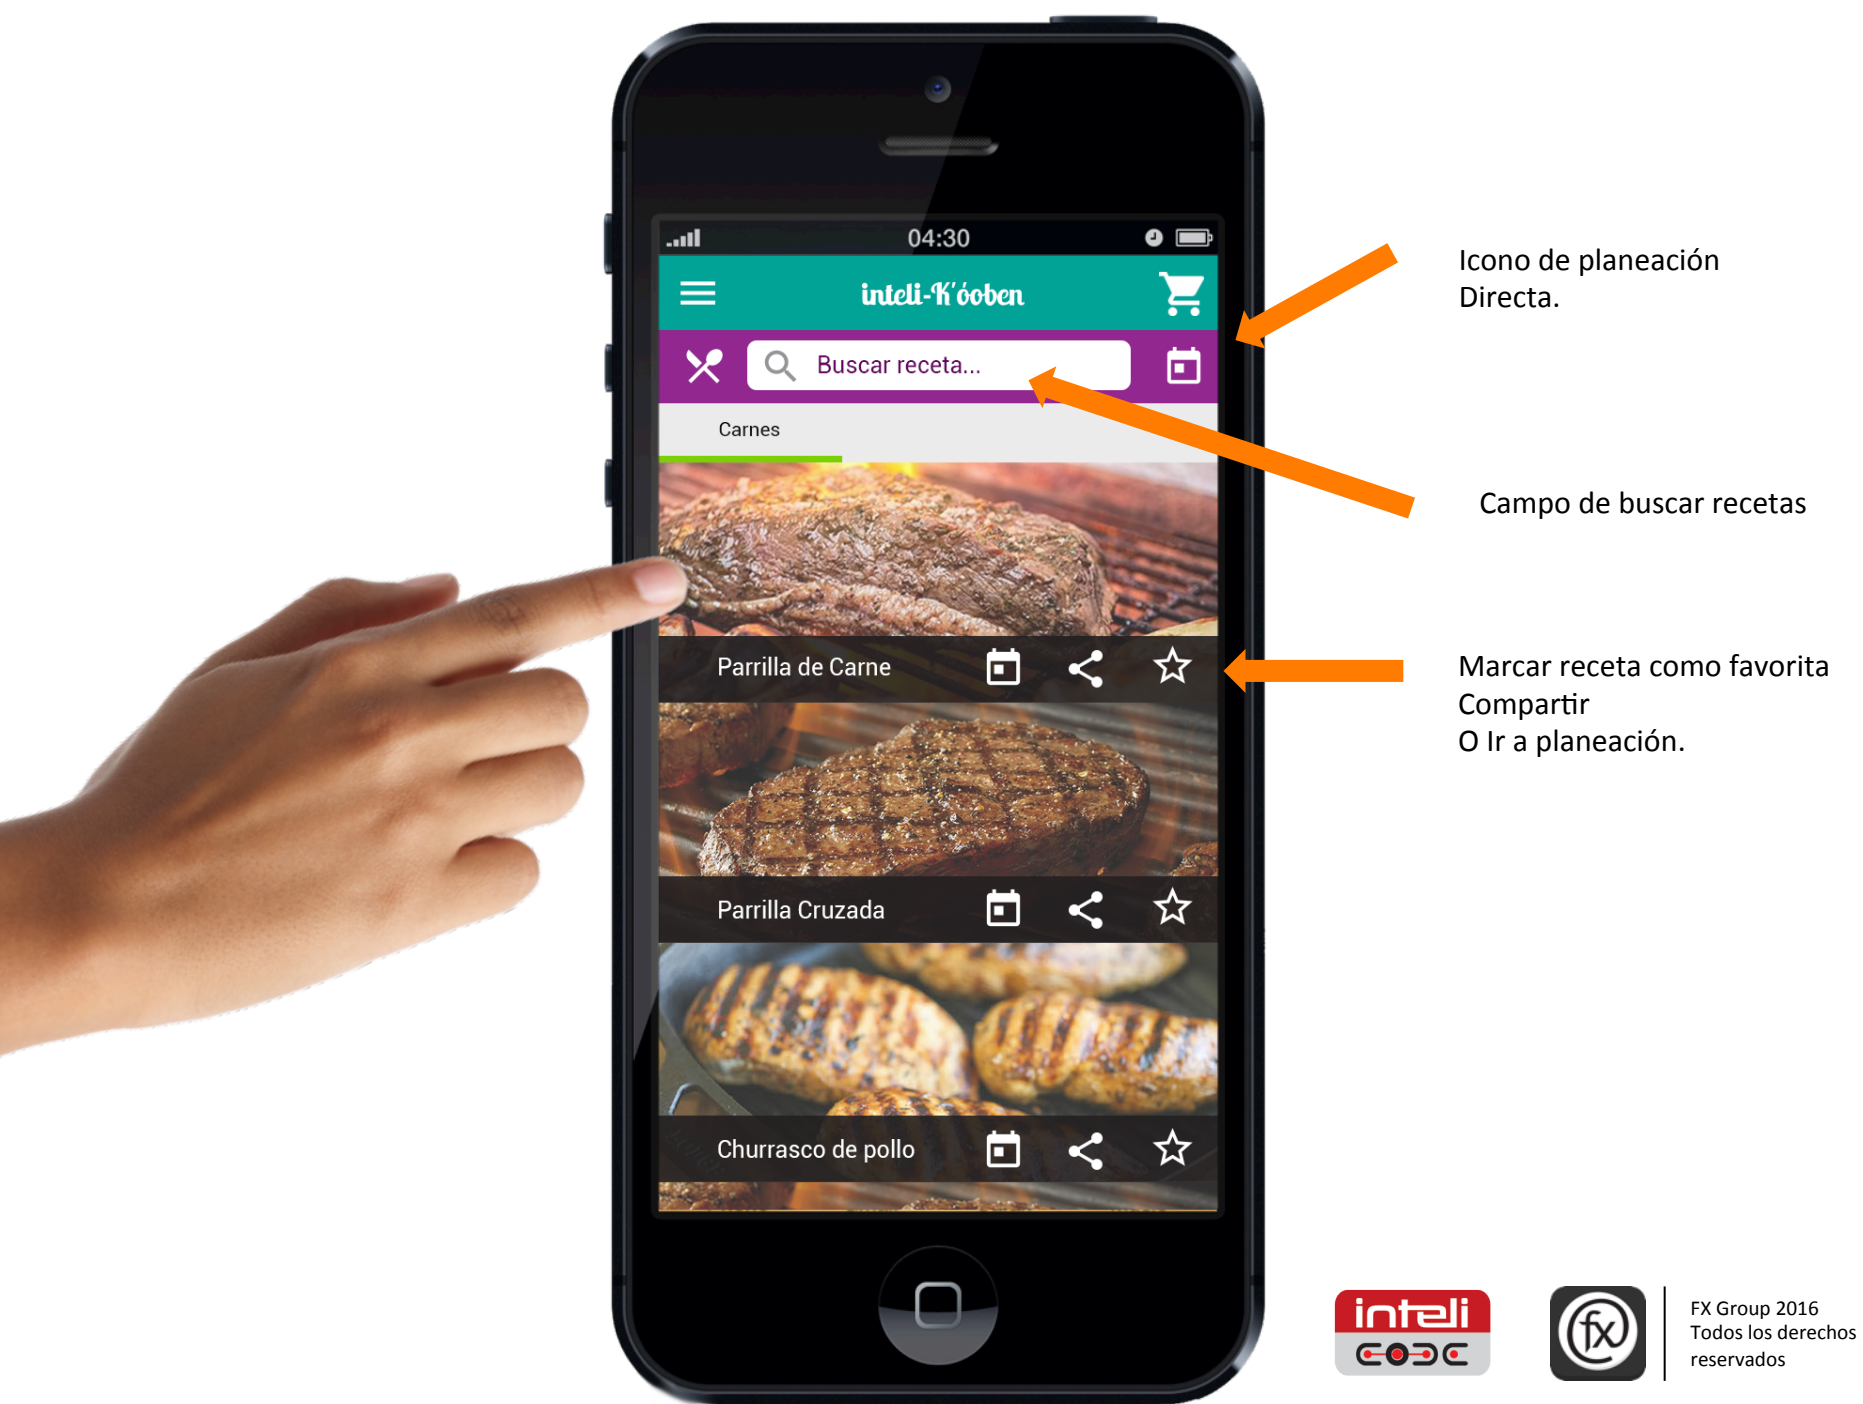 04:30
inteli-K'óoben
Buscar receta...
Carnes
Parrilla de Carne
Parrilla Cruzada
Churrasco de pollo
Icono de planeación
Directa.
Campo de buscar recetas
Marcar receta como favorita
Compartir
O Ir a planeación.
inteli
CODE
fx
FX Group 2016
Todos los derechos
reservados